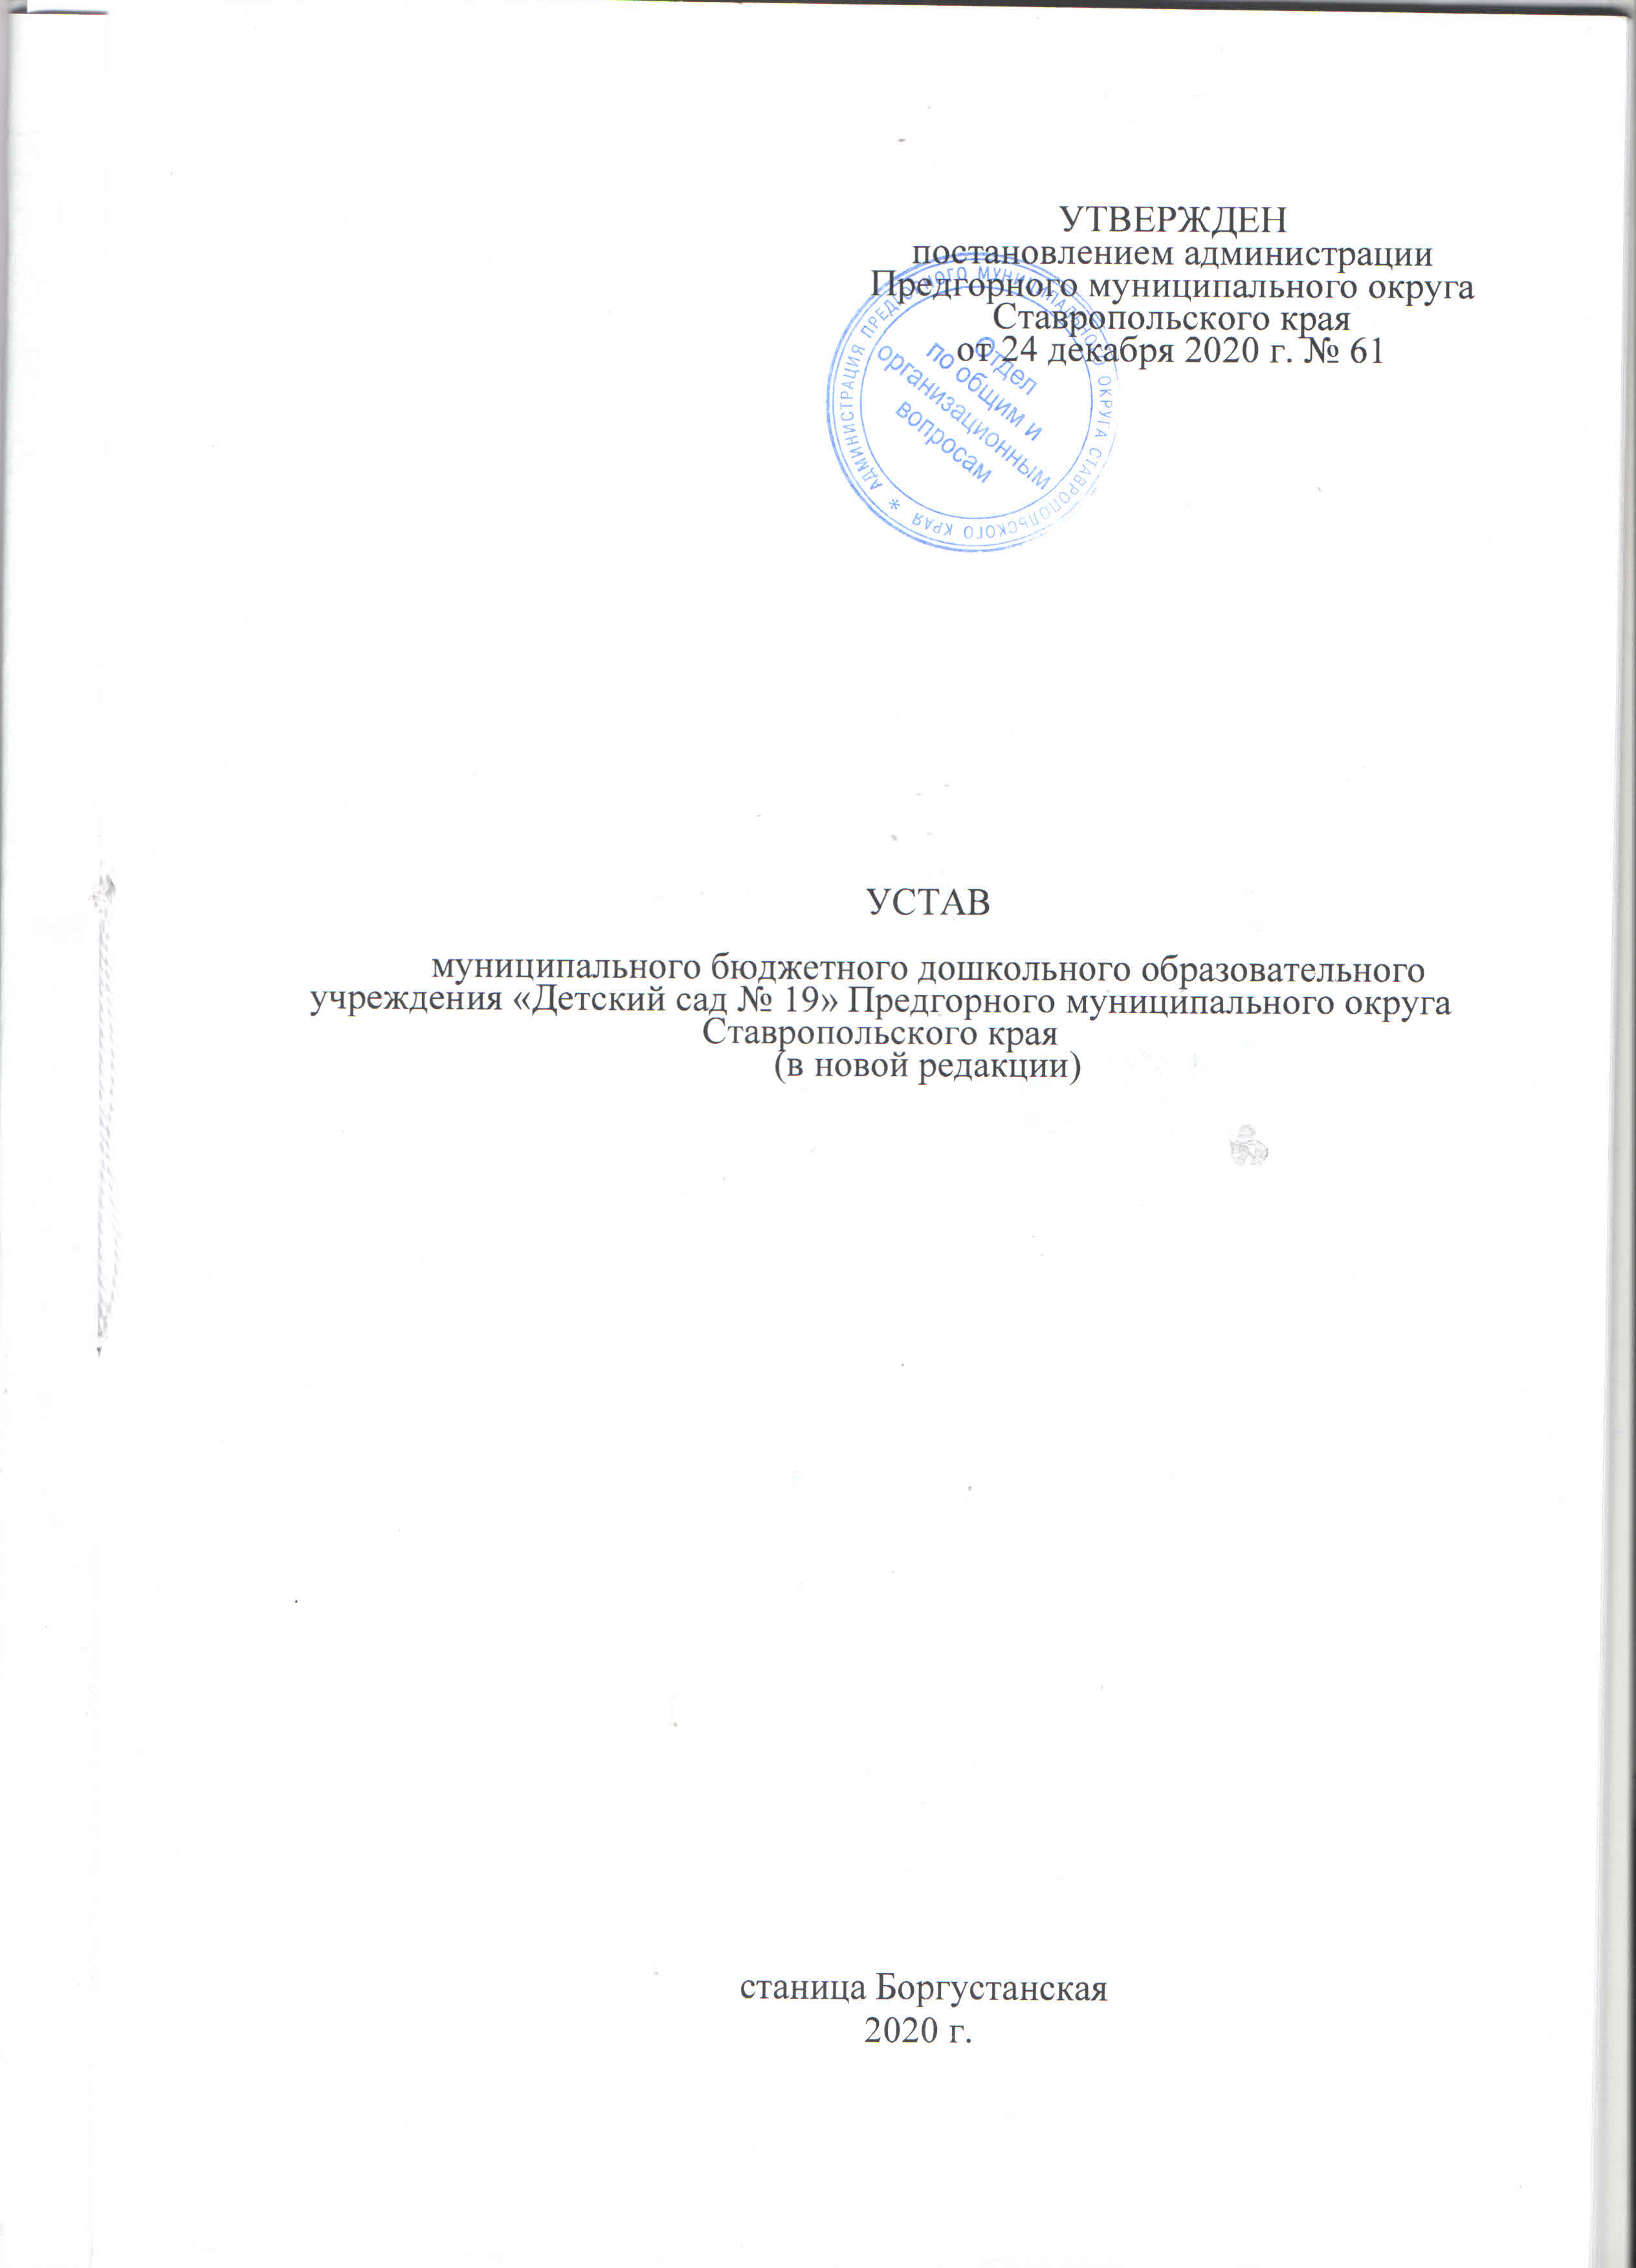 УТВЕРЖДЕН
постановлением администрации
Предгорного муниципального округа
Ставропольского края
от 24 декабря 2020 г. № 61
АДМИНИСТРАЦИЯ ПРЕДГОРНОГО МУНИЦИПАЛЬНОГО ОКРУГА СТАВРОПОЛЬСКОГО КРАЯ *
Отдел
по общим и
организационным
вопросам
УСТАВ
муниципального бюджетного дошкольного образовательного
учреждения «Детский сад № 19» Предгорного муниципального округа
Ставропольского края
(в новой редакции)
станица Боргустанская
2020 г.